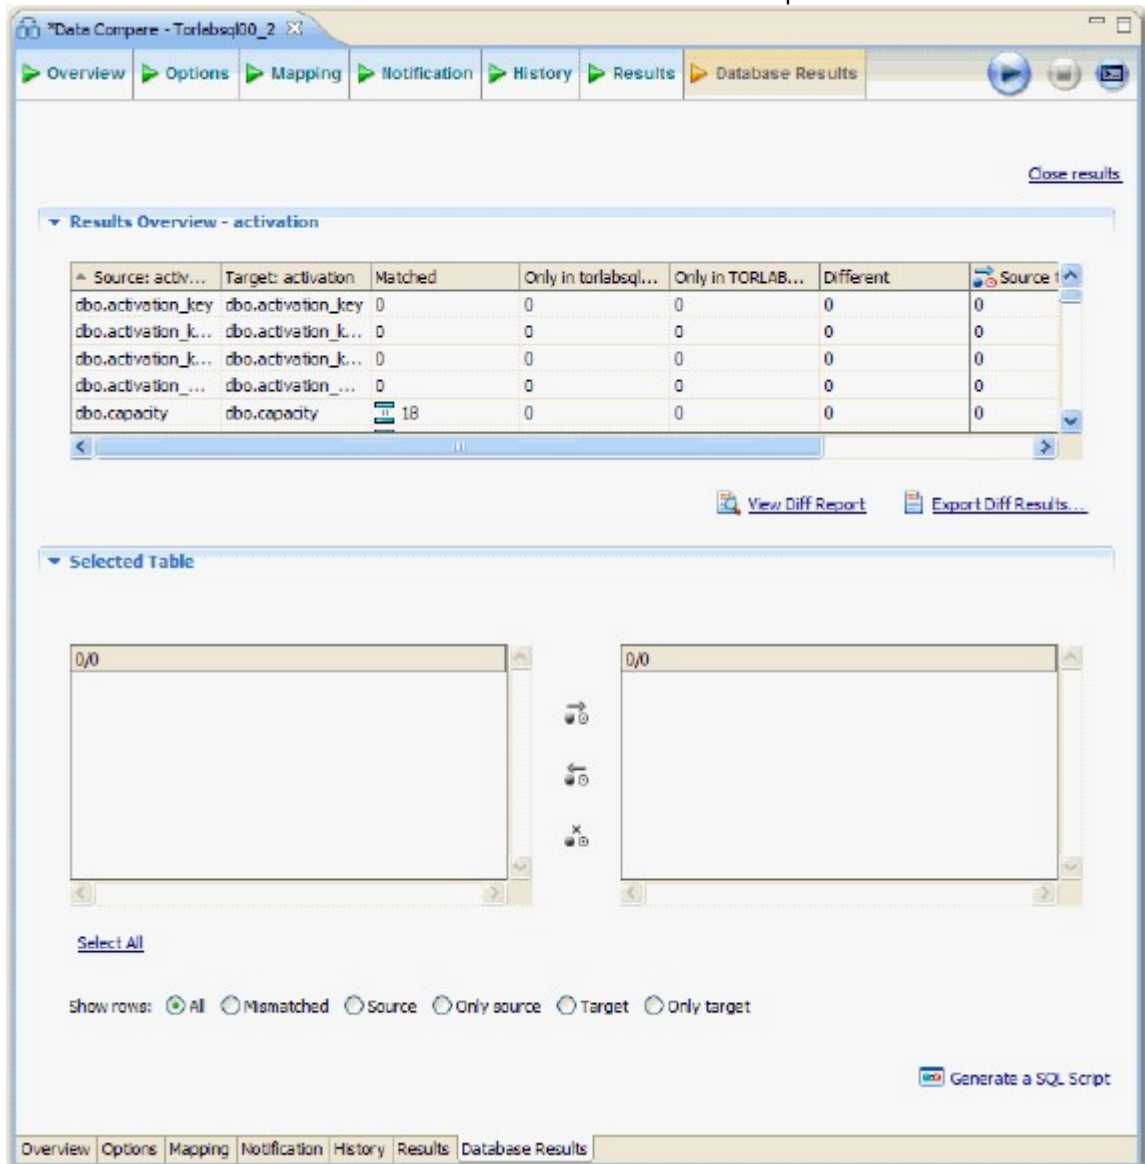 *Data Compare - Torlabsql00_2
Overview Options Mapping Notification History Results Database Results
Close results
Results Overview - activation
Source: activ... Target: activation Matched Only in torlabsql... Only in TORLAB... Different Source t
dbo.activation_key dbo.activation_key 0 0 0 0 0
dbo.activation_k... dbo.activation_k... 0 0 0 0 0
dbo.activation_k... dbo.activation_k... 0 0 0 0 0
dbo.activation_... dbo.activation_... 0 0 0 0 0
dbo.capacity dbo.capacity 18 0 0 0 0
View Diff Report Export Diff Results...
Selected Table
0/0 0/0
Select All
Show rows: All Mismatched Source Only source Target Only target
Generate a SQL Script
Overview Options Mapping Notification History Results Database Results